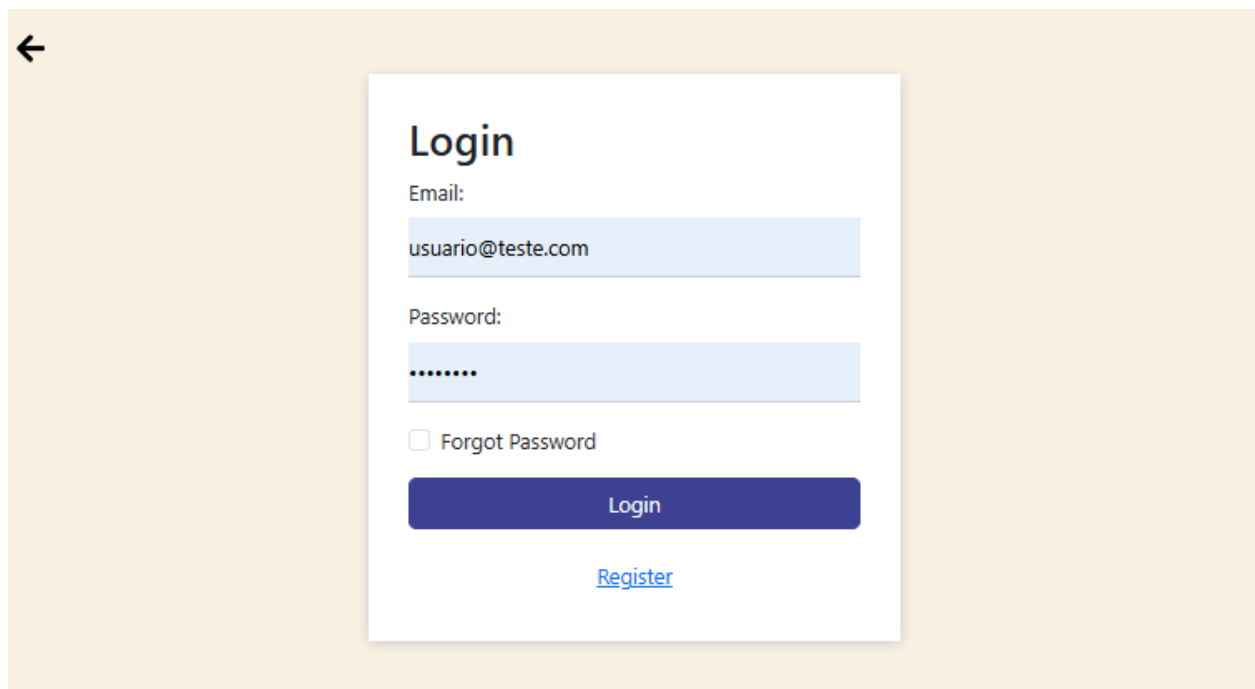 Login
Email:
usuario@teste.com
Password:
••••••••
Forgot Password
Login
Register